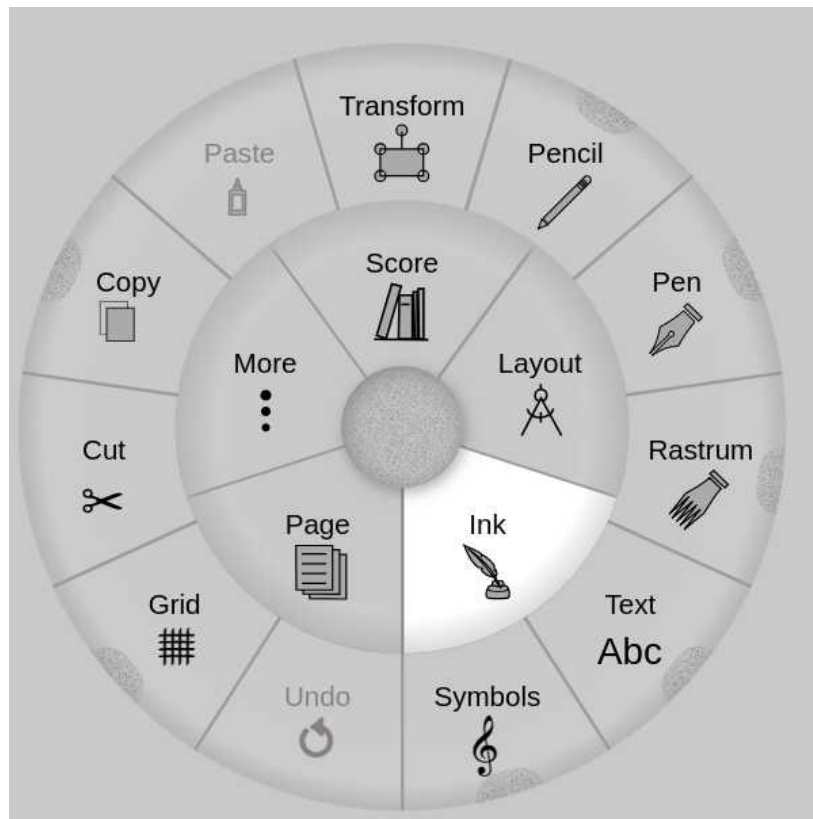 Transform
Paste
Pencil
Score
Copy
Pen
More
Layout
Cut
Rastrum
Page
Ink
Grid
Text
Abc
Undo
Symbols